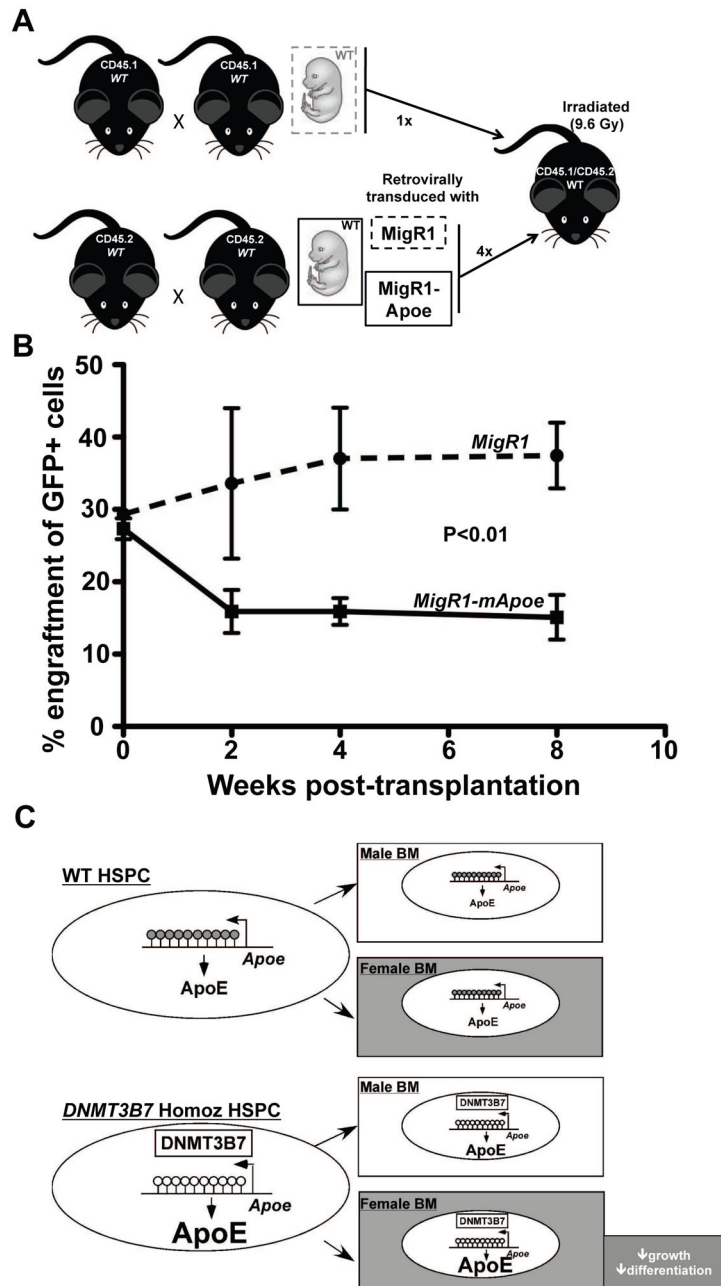 A
CD45.1
WT
X
CD45.1
WT
WT
1x
Irradiated
(9.6 Gy)
CD45.1/CD45.2
WT
Retrovirally
transduced with
CD45.2
WT
X
CD45.2
WT
WT
MigR1
MigR1-
Apoe
4x
B
% engraftment of GFP+ cells
50
40
30
20
10
0
MigR1
P<0.01
MigR1-mApoe
0
2
4
6
8
10
Weeks post-transplantation
C
WT HSPC
Apoe
ApoE
Male BM
Apoe
ApoE
Female BM
Apoe
ApoE
DNMT3B7 Homoz HSPC
DNMT3B7
Apoe
ApoE
Male BM
DNMT3B7
Apoe
ApoE
Female BM
DNMT3B7
Apoe
ApoE
↓growth
↓differentiation